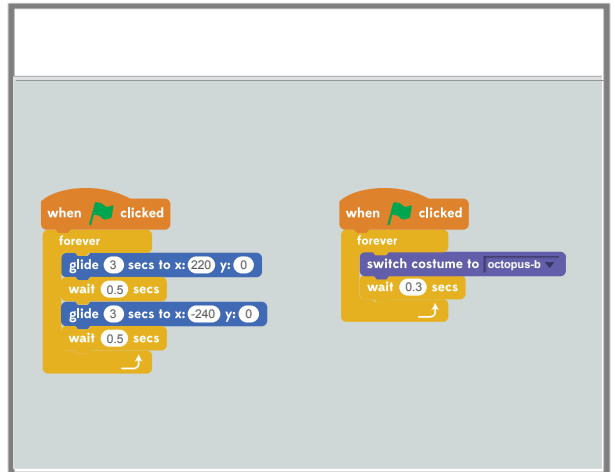 when clicked
forever
glide 3 secs to x: 220 y: 0
wait 0.5 secs
glide 3 secs to x: -240 y: 0
wait 0.5 secs
when clicked
forever
switch costume to octopus-b
wait 0.3 secs